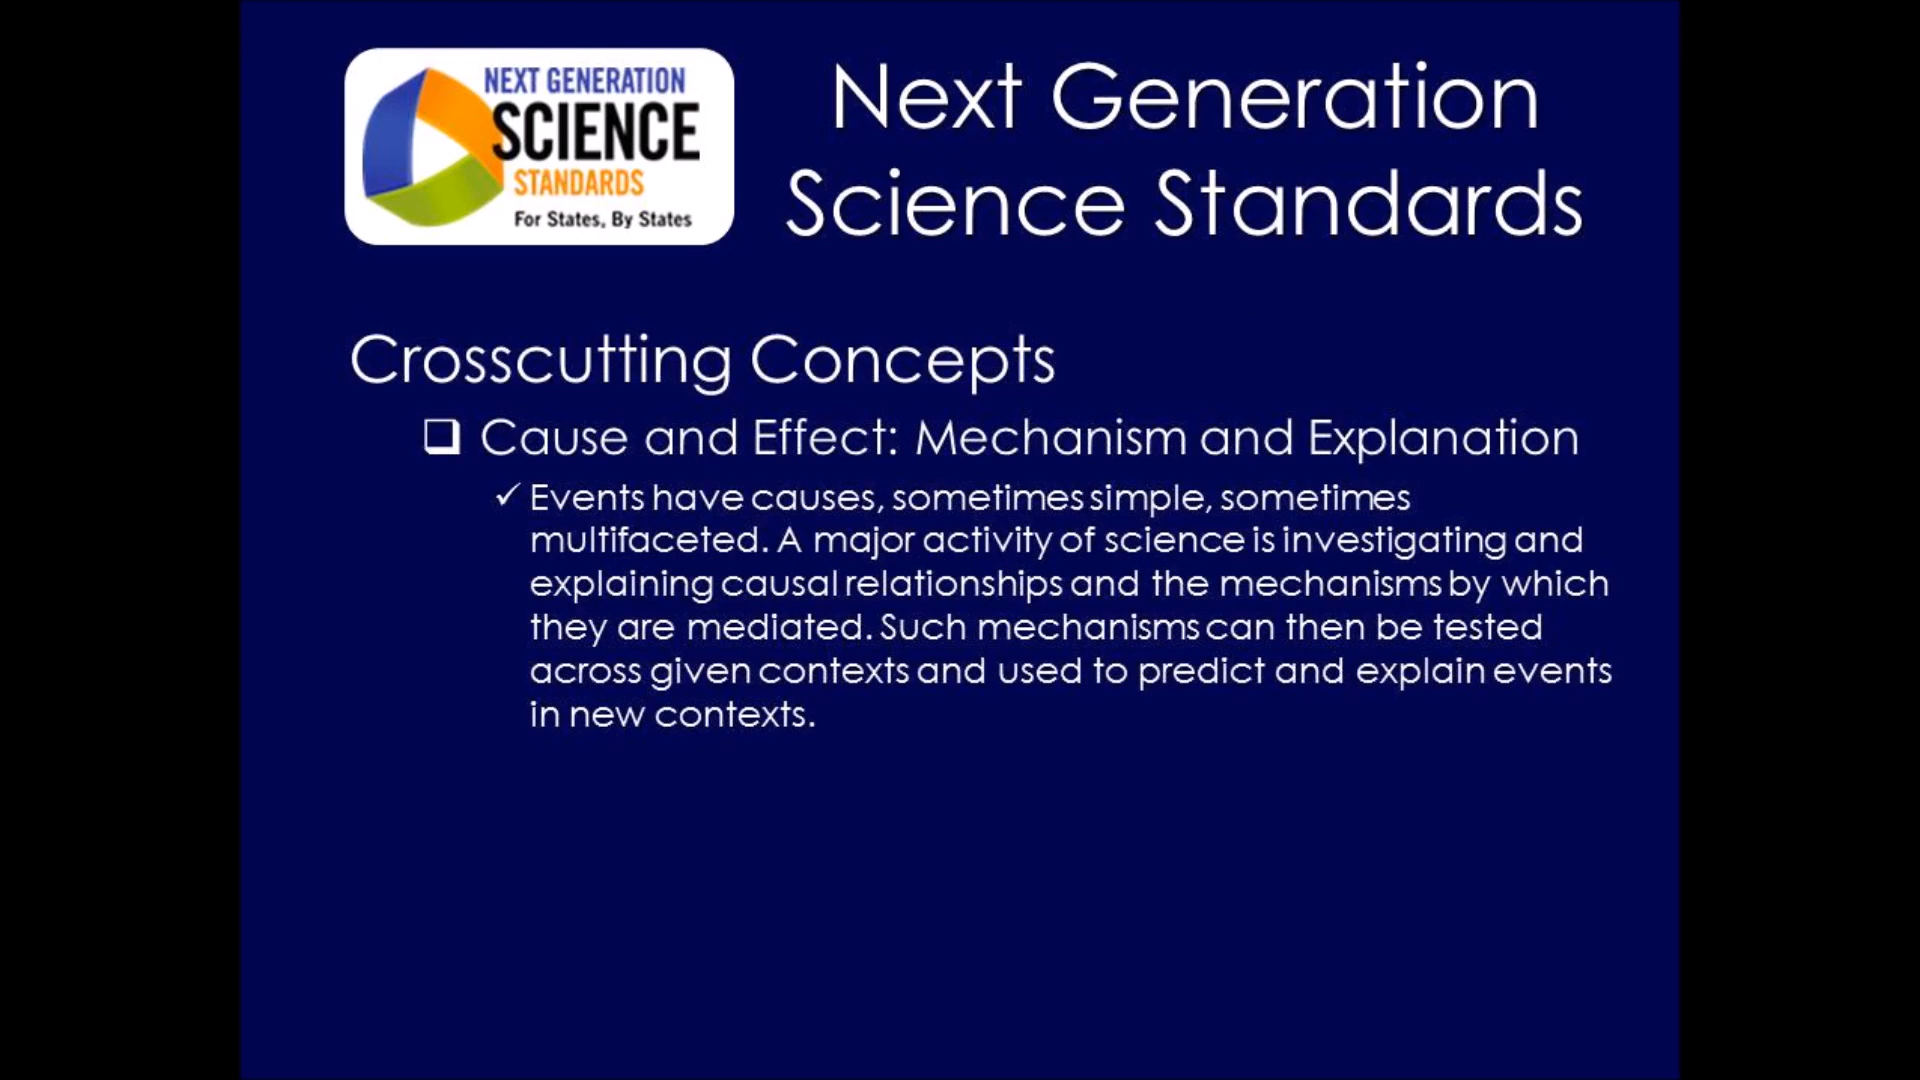 NEXT GENERATION
SCIENCE
STANDARDS
For States, By States
Next Generation
Science Standards
Crosscutting Concepts
Cause and Effect: Mechanism and Explanation
Events have causes, sometimes simple, sometimes
multifaceted. A major activity of science is investigating and
explaining causal relationships and the mechanisms by which
they are mediated. Such mechanisms can then be tested
across given contexts and used to predict and explain events
in new contexts.